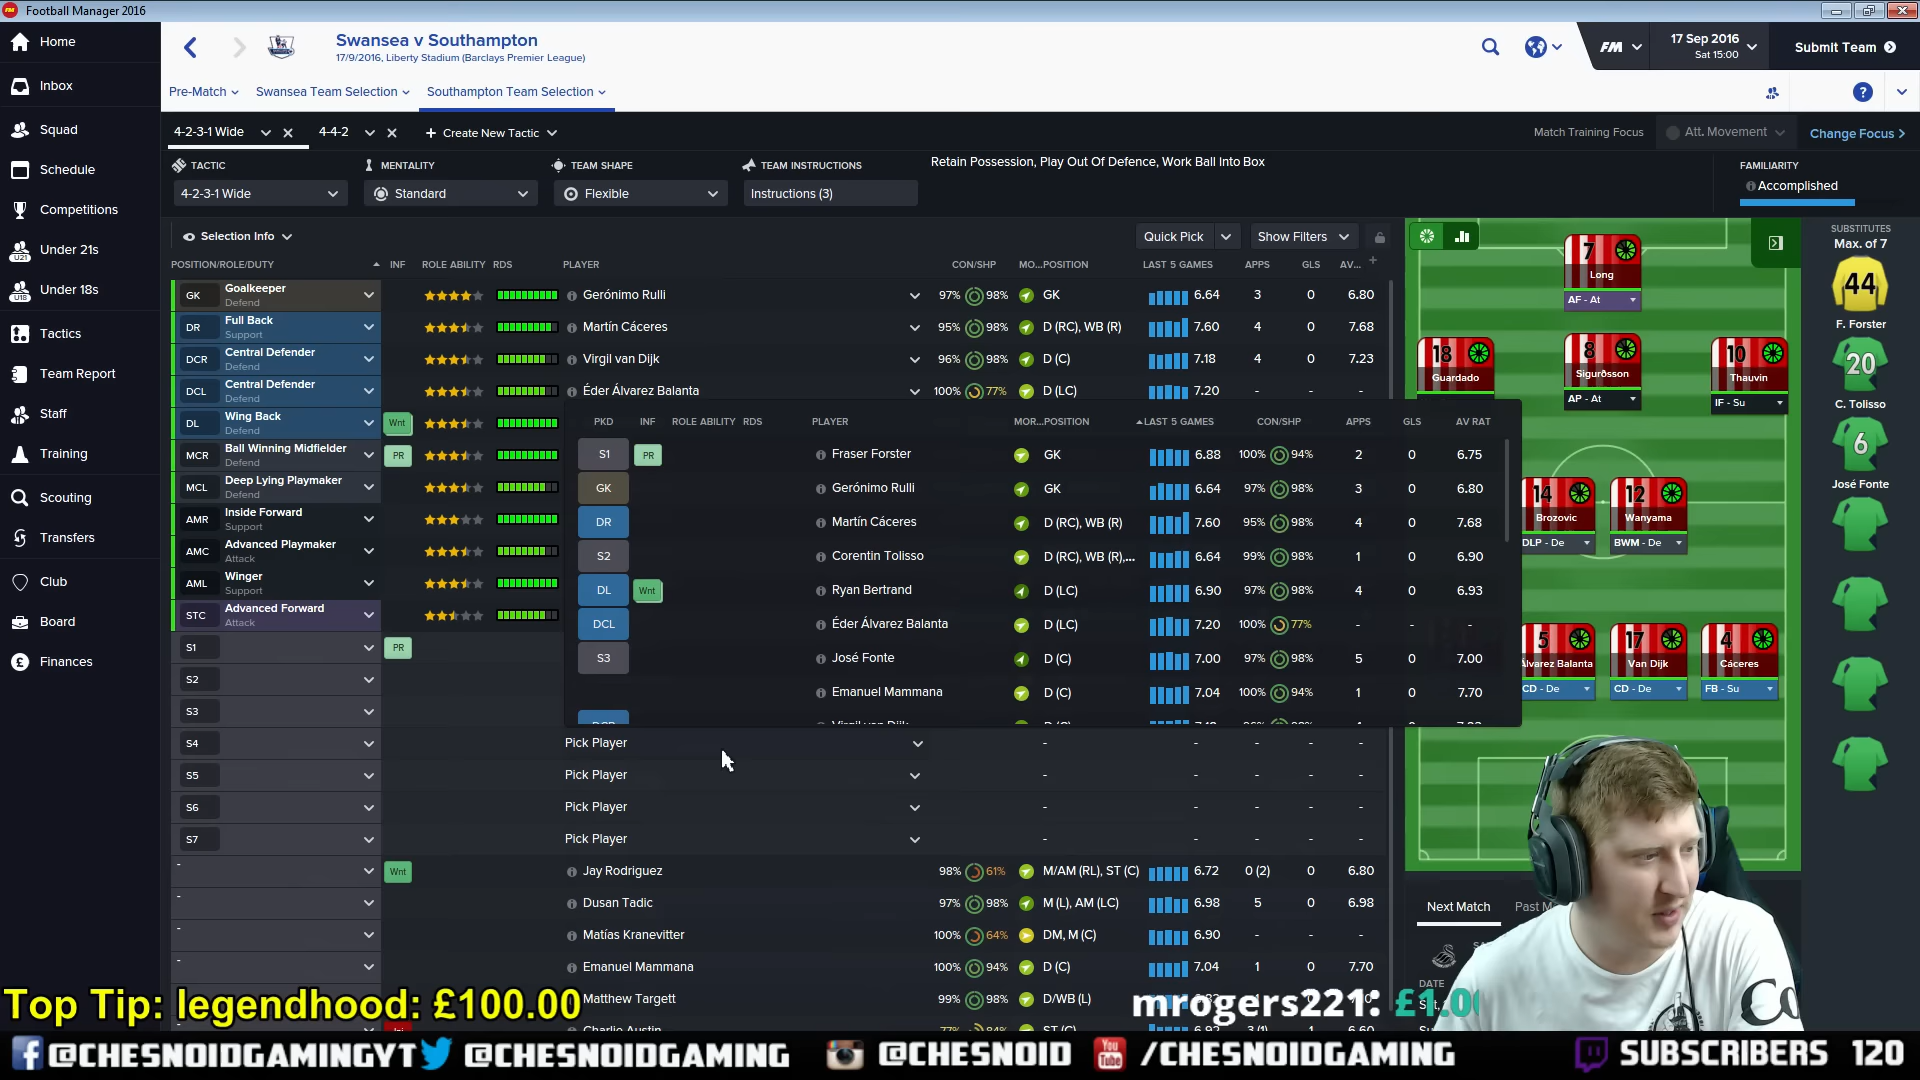 Football Manager 2016
Home
Inbox
Squad
Schedule
Competitions
Under 21s
Under 18s
Tactics
Team Report
Staff
Training
Scouting
Transfers
Club
Board
Finances
Swansea v Southampton
17/9/2016, Liberty Stadium (Barclays Premier League)
FM 17 Sep 2016
Sat 15:00
Submit Team
Pre-Match Swansea Team Selection Southampton Team Selection
4-2-3-1 Wide 4-4-2 + Create New Tactic
Match Training Focus Att. Movement Change Focus >
TACTIC MENTALITY TEAM SHAPE TEAM INSTRUCTIONS
4-2-3-1 Wide Standard Flexible Instructions (3)
Retain Possession, Play Out Of Defence, Work Ball Into Box
FAMILIARITY
Accomplished
Selection Info Quick Pick Show Filters
POSITION/ROLE/DUTY INF ROLE ABILITY RDS PLAYER CON/SHP MO...POSITION LAST 5 GAMES APPS GLS AV...
GK Goalkeeper Defend Gerónimo Rulli 97% 98% GK 6.64 3 0 6.80
DR Full Back Support Martín Cáceres 95% 98% D (RC), WB (R) 7.60 4 0 7.68
DCR Central Defender Defend Virgil van Dijk 96% 98% D (C) 7.18 4 0 7.23
DCL Central Defender Defend Éder Álvarez Balanta 100% 77% D (LC) 7.20 - - -
DL Wing Back Defend Wnt
MCR Ball Winning Midfielder Defend PR
MCL Deep Lying Playmaker Defend
AMR Inside Forward Support
AMC Advanced Playmaker Attack
AML Winger Support
STC Advanced Forward Attack
S1 PR
S2
S3
PKD INF ROLE ABILITY RDS PLAYER MOR...POSITION LAST 5 GAMES CON/SHP APPS GLS AV RAT
S1 PR Fraser Forster GK 6.88 100% 94% 2 0 6.75
GK Gerónimo Rulli GK 6.64 97% 98% 3 0 6.80
DR Martín Cáceres D (RC), WB (R) 7.60 95% 98% 4 0 7.68
S2 Corentin Tolisso D (RC), WB (R),... 6.64 99% 98% 1 0 6.90
DL Wnt Ryan Bertrand D (LC) 6.90 97% 98% 4 0 6.93
DCL Éder Álvarez Balanta D (LC) 7.20 100% 77% - - -
S3 José Fonte D (C) 7.00 97% 98% 5 0 7.00
Emanuel Mammana D (C) 7.04 100% 94% 1 0 7.70
S4 Pick Player - - - -
S5 Pick Player - - - -
S6 Pick Player - - - -
S7 Pick Player - - - -
- Wnt Jay Rodriguez 98% 61% M/AM (RL), ST (C) 6.72 0 (2) 0 6.80
- Dusan Tadic 97% 98% M (L), AM (LC) 6.98 5 0 6.98
- Matías Kranevitter 100% 64% DM, M (C) 6.90 - - -
- Emanuel Mammana 100% 94% D (C) 7.04 1 0 7.70
- Matthew Targett 99% 98% D/WB (L)
Charlie Austin ST (C)
7 Long
AF - At
18 Guardado
8 Sigurðsson
AP - At
10 Thauvin
IF - Su
14 Brozovic
DLP - De
12 Wanyama
BWM - De
5 Álvarez Balanta
CD - De
17 Van Dijk
CD - De
4 Cáceres
FB - Su
SUBSTITUTES
Max. of 7
44
F. Forster
20
C. Tolisso
6
José Fonte
Next Match Past
DATE
Top Tip: legendhood: £100.00
mrogers221: £1.0
@CHESNOIDGAMINGYT @CHESNOIDGAMING @CHESNOID You Tube /CHESNOIDGAMING SUBSCRIBERS 120